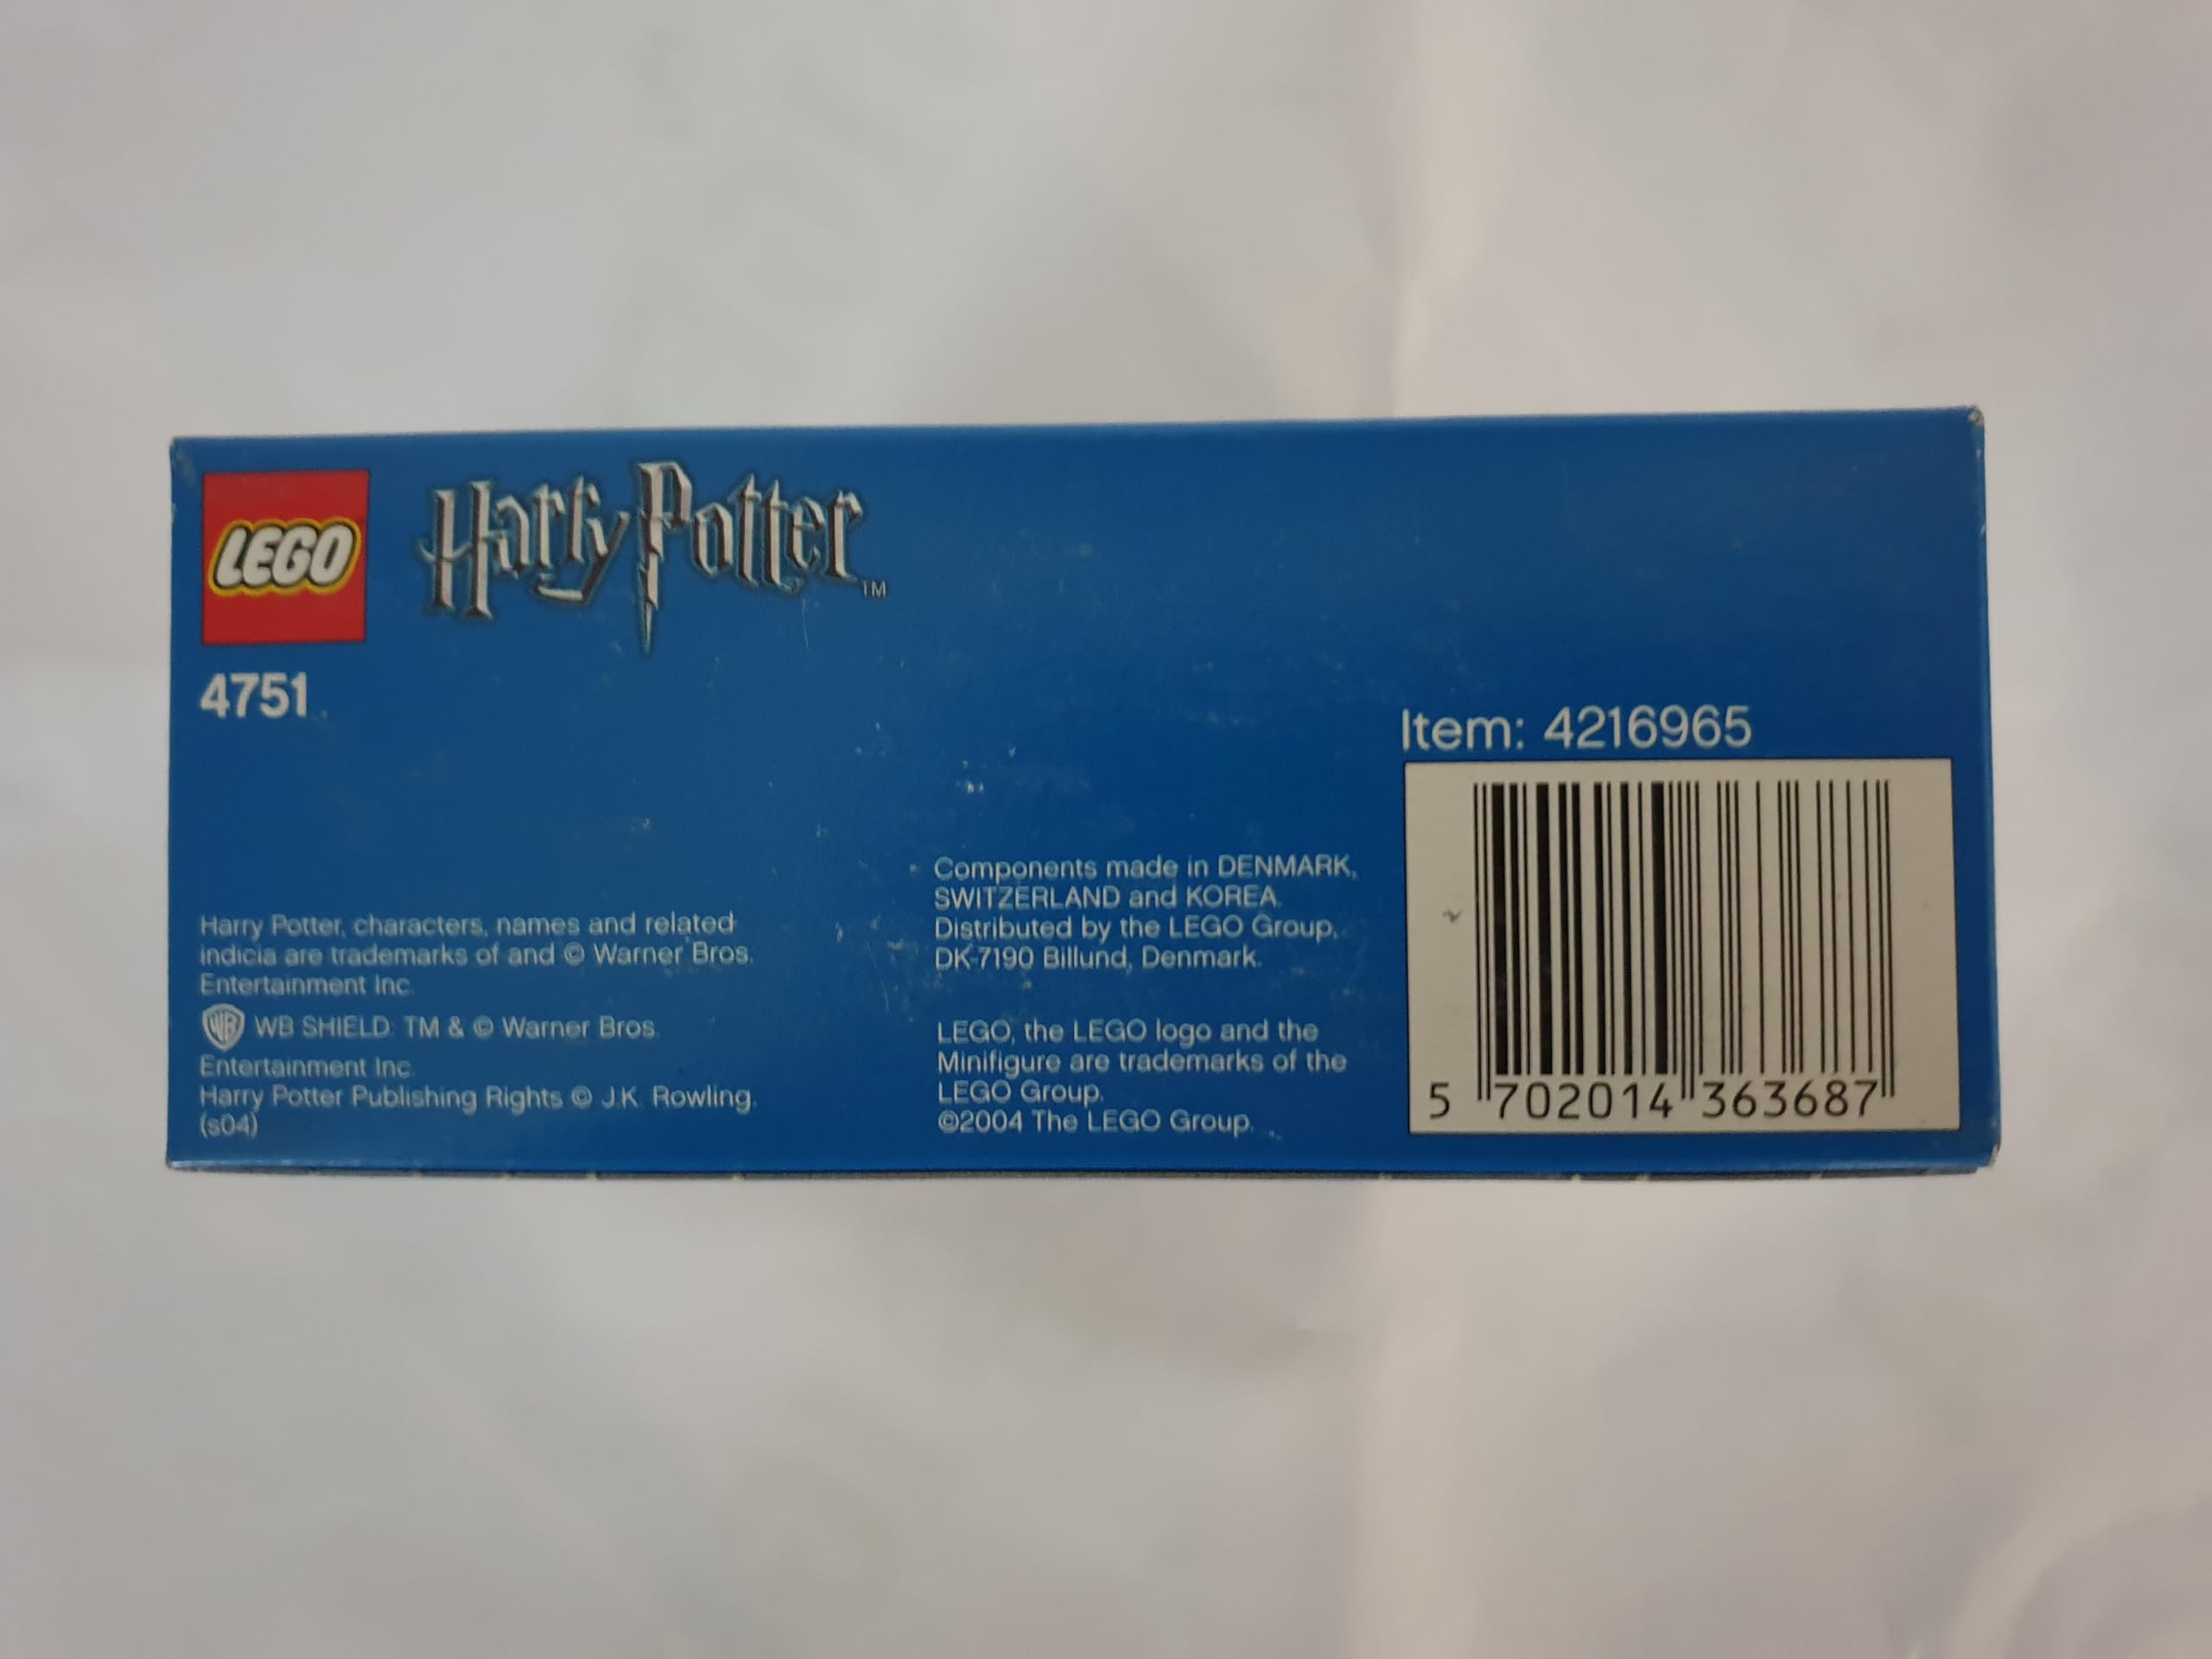 LEGO
Harry Potter™
4751
Item: 4216965
Harry Potter, characters, names and related
indicia are trademarks of and © Warner Bros.
Entertainment Inc.
WB WB SHIELD: TM & © Warner Bros.
Entertainment Inc.
Harry Potter Publishing Rights © J.K. Rowling.
(s04)
Components made in DENMARK,
SWITZERLAND and KOREA.
Distributed by the LEGO Group,
DK-7190 Billund, Denmark.
LEGO, the LEGO logo and the
Minifigure are trademarks of the
LEGO Group.
©2004 The LEGO Group.
5 702014 363687